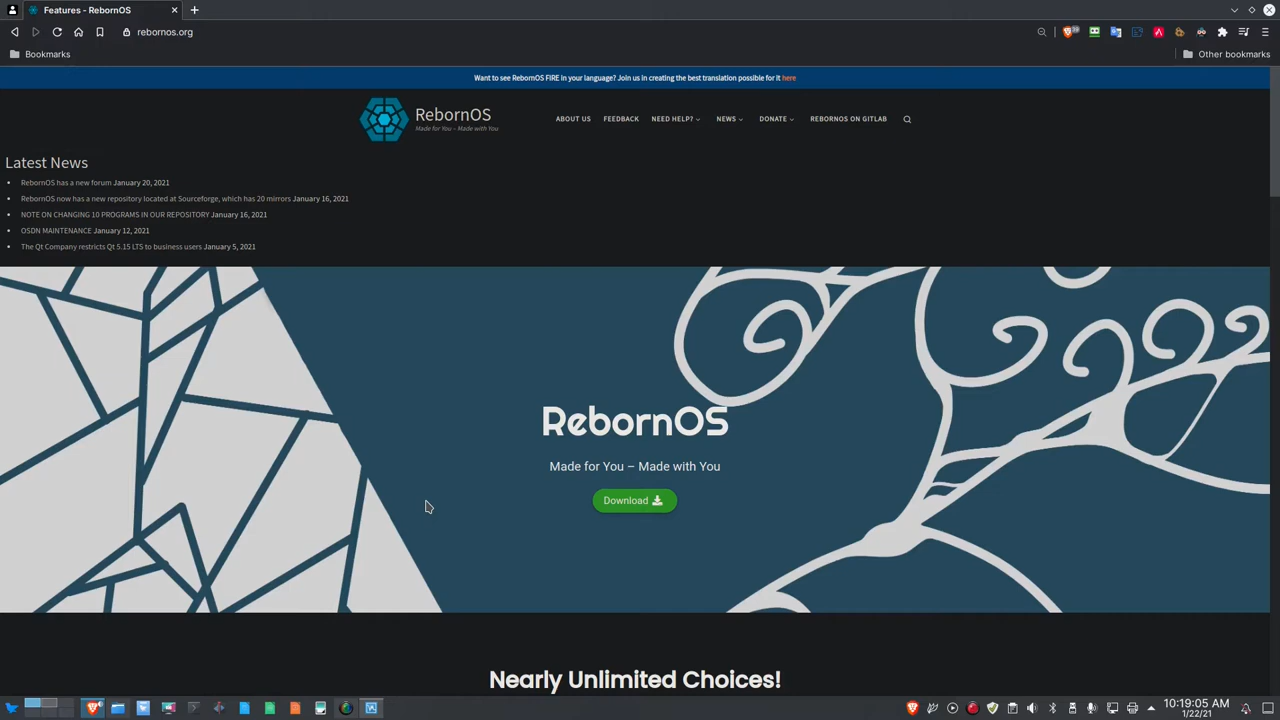 Features - RebornOS
rebornos.org
Bookmarks
Other bookmarks
Want to see RebornOS FIRE in your language? Join us in creating the best translation possible for it here
RebornOS
Made for You – Made with You
ABOUT US
FEEDBACK
NEED HELP?
NEWS
DONATE
REBORNOS ON GITLAB
Latest News
RebornOS has a new forum January 20, 2021
RebornOS now has a new repository located at Sourceforge, which has 20 mirrors January 16, 2021
NOTE ON CHANGING 10 PROGRAMS IN OUR REPOSITORY January 16, 2021
OSDN MAINTENANCE January 12, 2021
The Qt Company restricts Qt 5.15 LTS to business users January 5, 2021
RebornOS
Made for You – Made with You
Download
Nearly Unlimited Choices!
10:19:05 AM
1/22/21